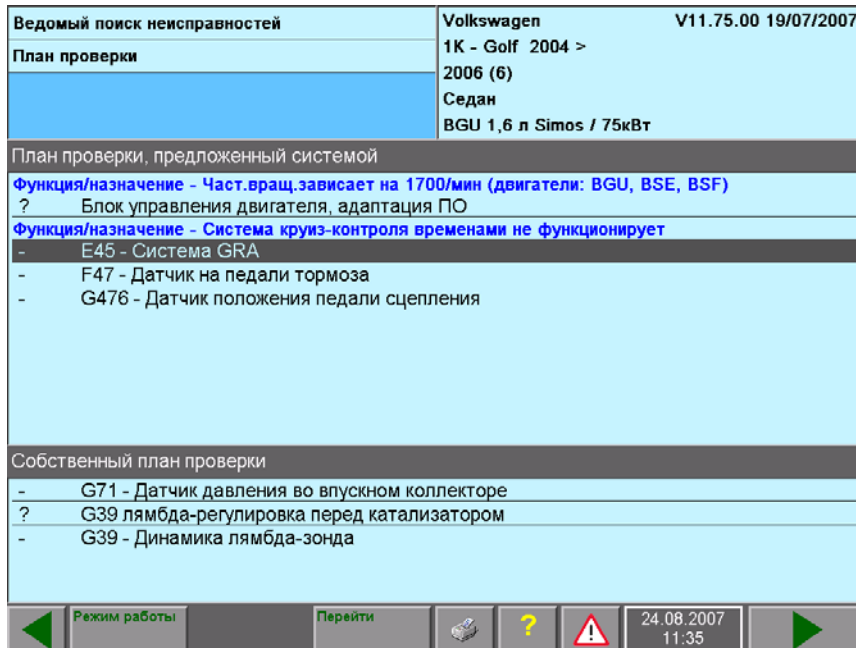 Ведомый поиск неисправностей
План проверки
Volkswagen V11.75.00 19/07/2007
1K - Golf 2004 >
2006 (6)
Седан
BGU 1,6 л Simos / 75кВт
План проверки, предложенный системой
Функция/назначение - Част.вращ.зависает на 1700/мин (двигатели: BGU, BSE, BSF)
? Блок управления двигателя, адаптация ПО
Функция/назначение - Система круиз-контроля временами не функционирует
- E45 - Система GRA
- F47 - Датчик на педали тормоза
- G476 - Датчик положения педали сцепления
Собственный план проверки
- G71 - Датчик давления во впускном коллекторе
? G39 лямбда-регулировка перед катализатором
- G39 - Динамика лямбда-зонда
Режим работы
Перейти
?
24.08.2007
11:35